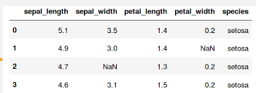 sepal_length sepal_width petal_length petal_width species
0 5.1 3.5 1.4 0.2 setosa
1 4.9 3.0 1.4 NaN setosa
2 4.7 NaN 1.3 0.2 setosa
3 4.6 3.1 1.5 0.2 setosa